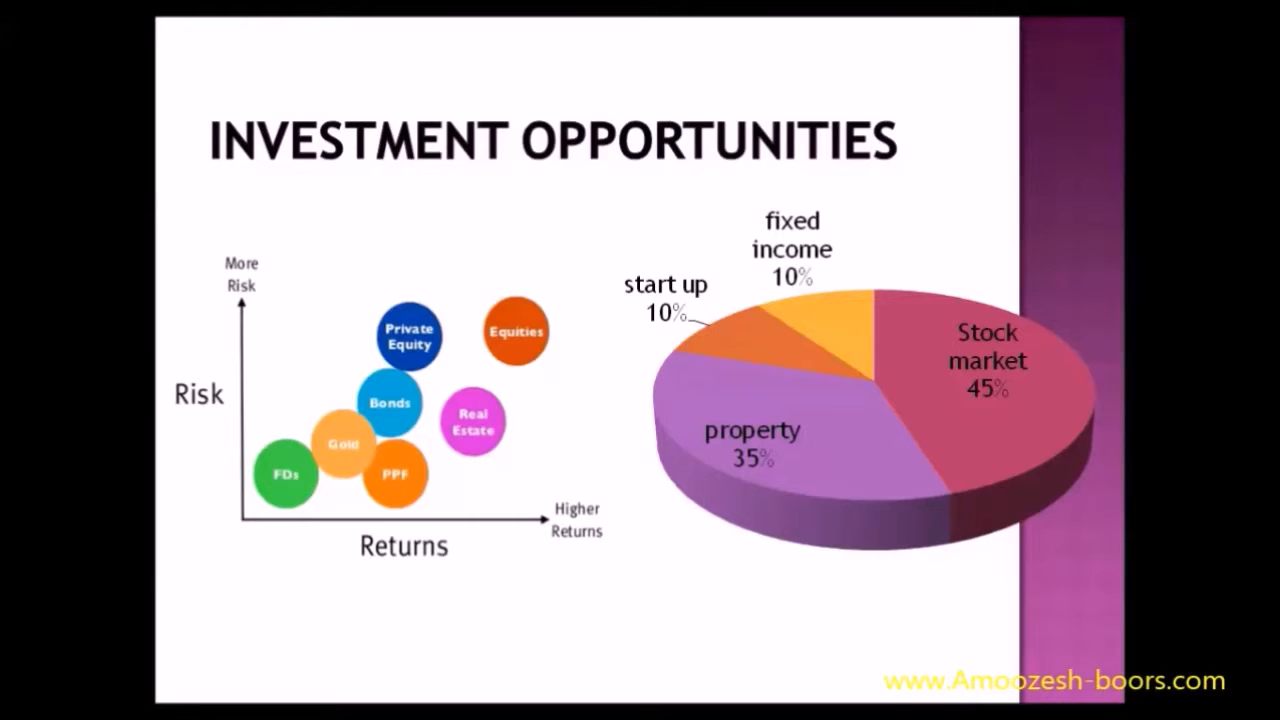 INVESTMENT OPPORTUNITIES
More
Risk
Risk
Private
Equity
Equities
Bonds
Real
Estate
Gold
FDs
PPF
Higher
Returns
Returns
fixed
income
10%
start up
10%
Stock
market
45%
property
35%
www.Amoozesh-boors.com